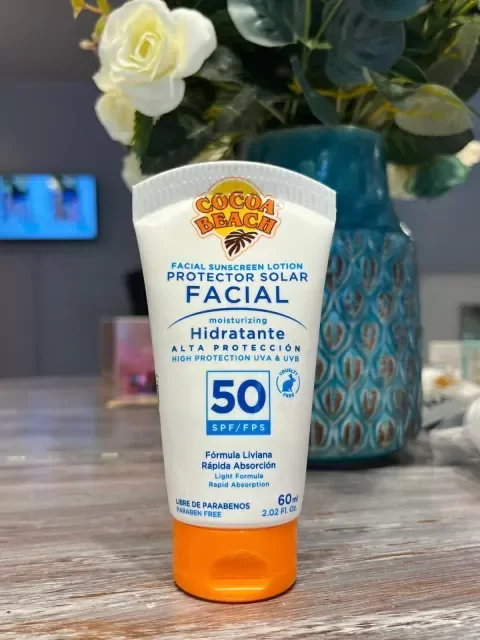 COCOA
BEACH
FACIAL SUNSCREEN LOTION
PROTECTOR SOLAR
FACIAL
moisturizing
Hidratante
ALTA PROTECCIÓN
HIGH PROTECTION UVA & UVB
50
SPF/FPS
CRUELTY
FREE
Fórmula Liviana
Rápida Absorción
Light Formula
Rapid Absorption
LIBRE DE PARABENOS
PARABEN FREE
60ml
2.02 Fl. Oz.